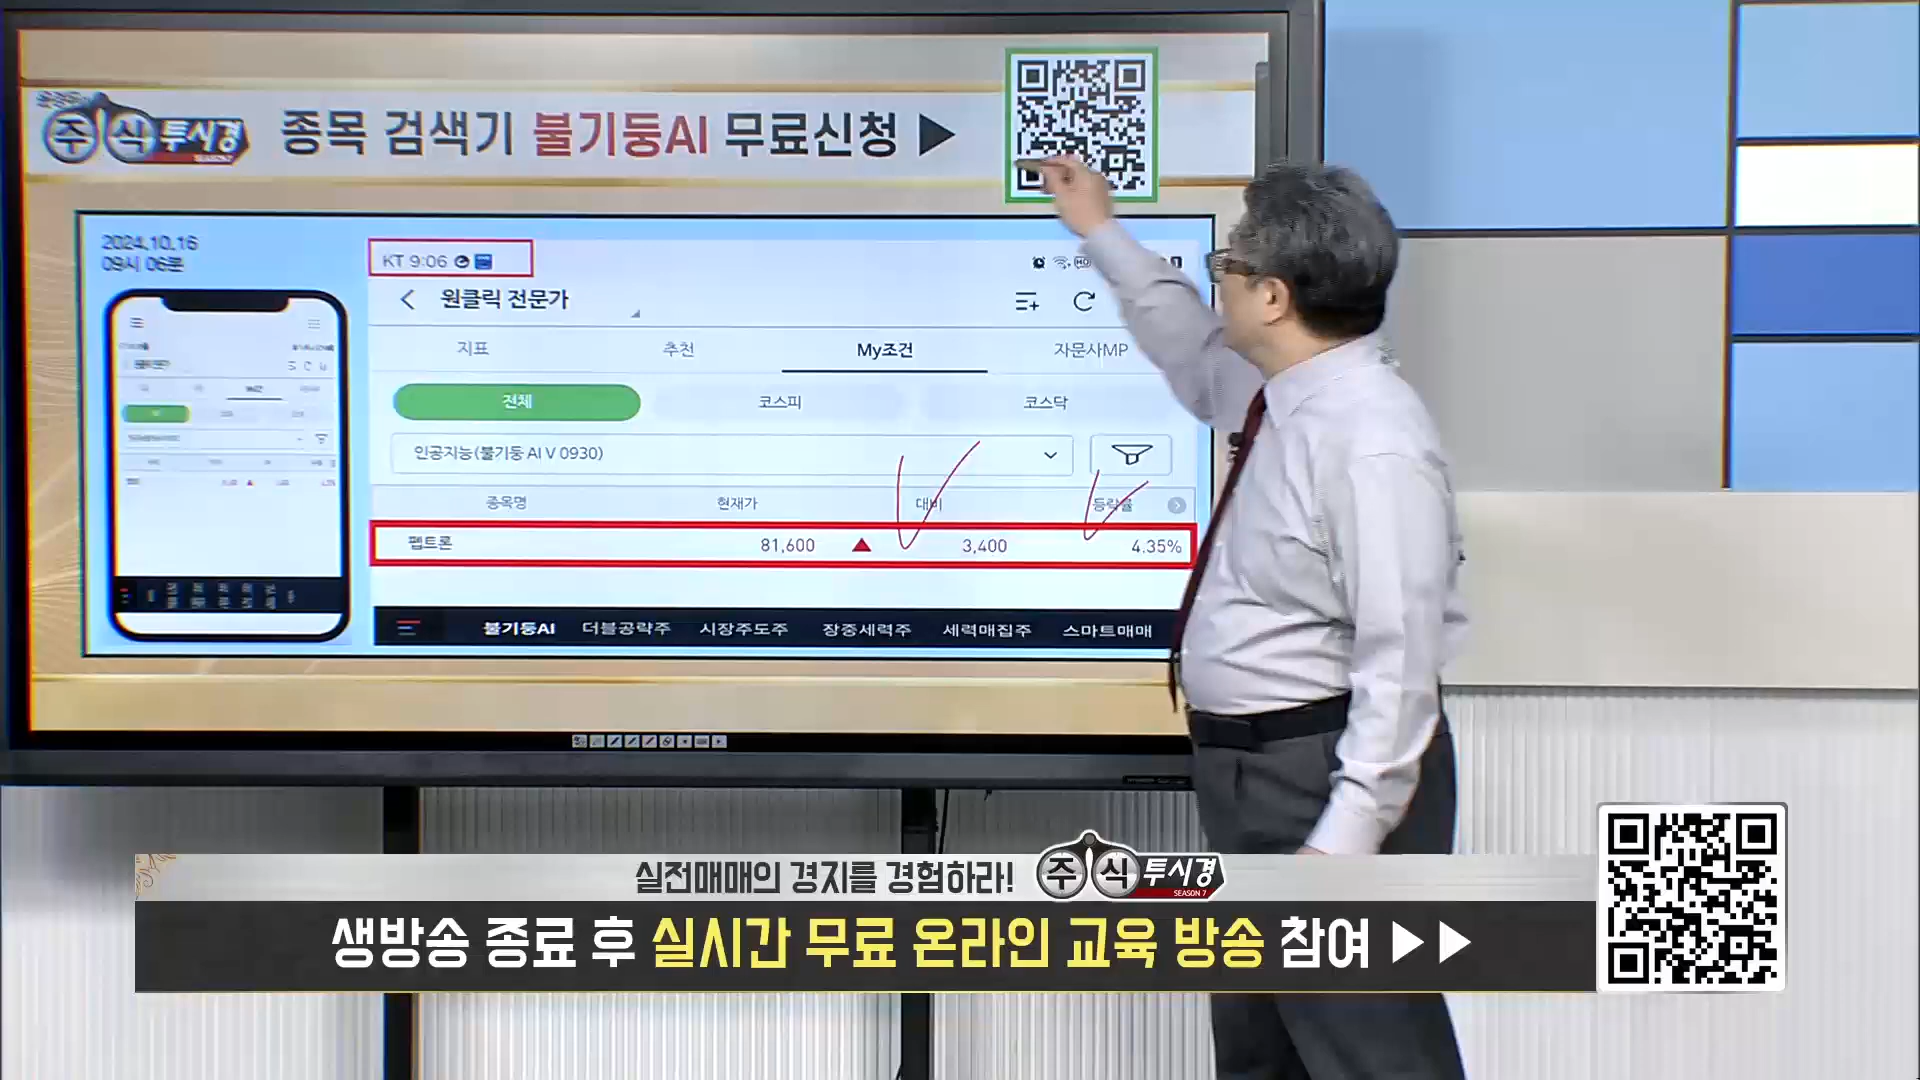 주식투시경
종목 검색기 불기둥AI 무료신청 ▶
2024.10.16
09시 06분
KT 9:06
원클릭 전문가
지표 추천 My조건 자문사MP
전체 코스피 코스닥
인공지능(불기둥 AI V 0930)
종목명 현재가 대비 등락률
펩트론 81,600 ▲ 3,400 4.35%
불기둥AI 더블공략주 시장주도주 장중세력주 세력매집주 스마트매매
실전매매의 경지를 경험하라! 주식투시경
SEASON 7
생방송 종료 후 실시간 무료 온라인 교육 방송 참여 ▶▶